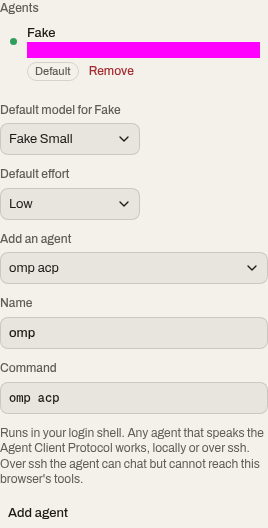 Agents
Fake
Default Remove
Default model for Fake
Fake Small
Default effort
Low
Add an agent
omp acp
Name
omp
Command
omp acp
Runs in your login shell. Any agent that speaks the
Agent Client Protocol works, locally or over ssh.
Over ssh the agent can chat but cannot reach this
browser's tools.
Add agent